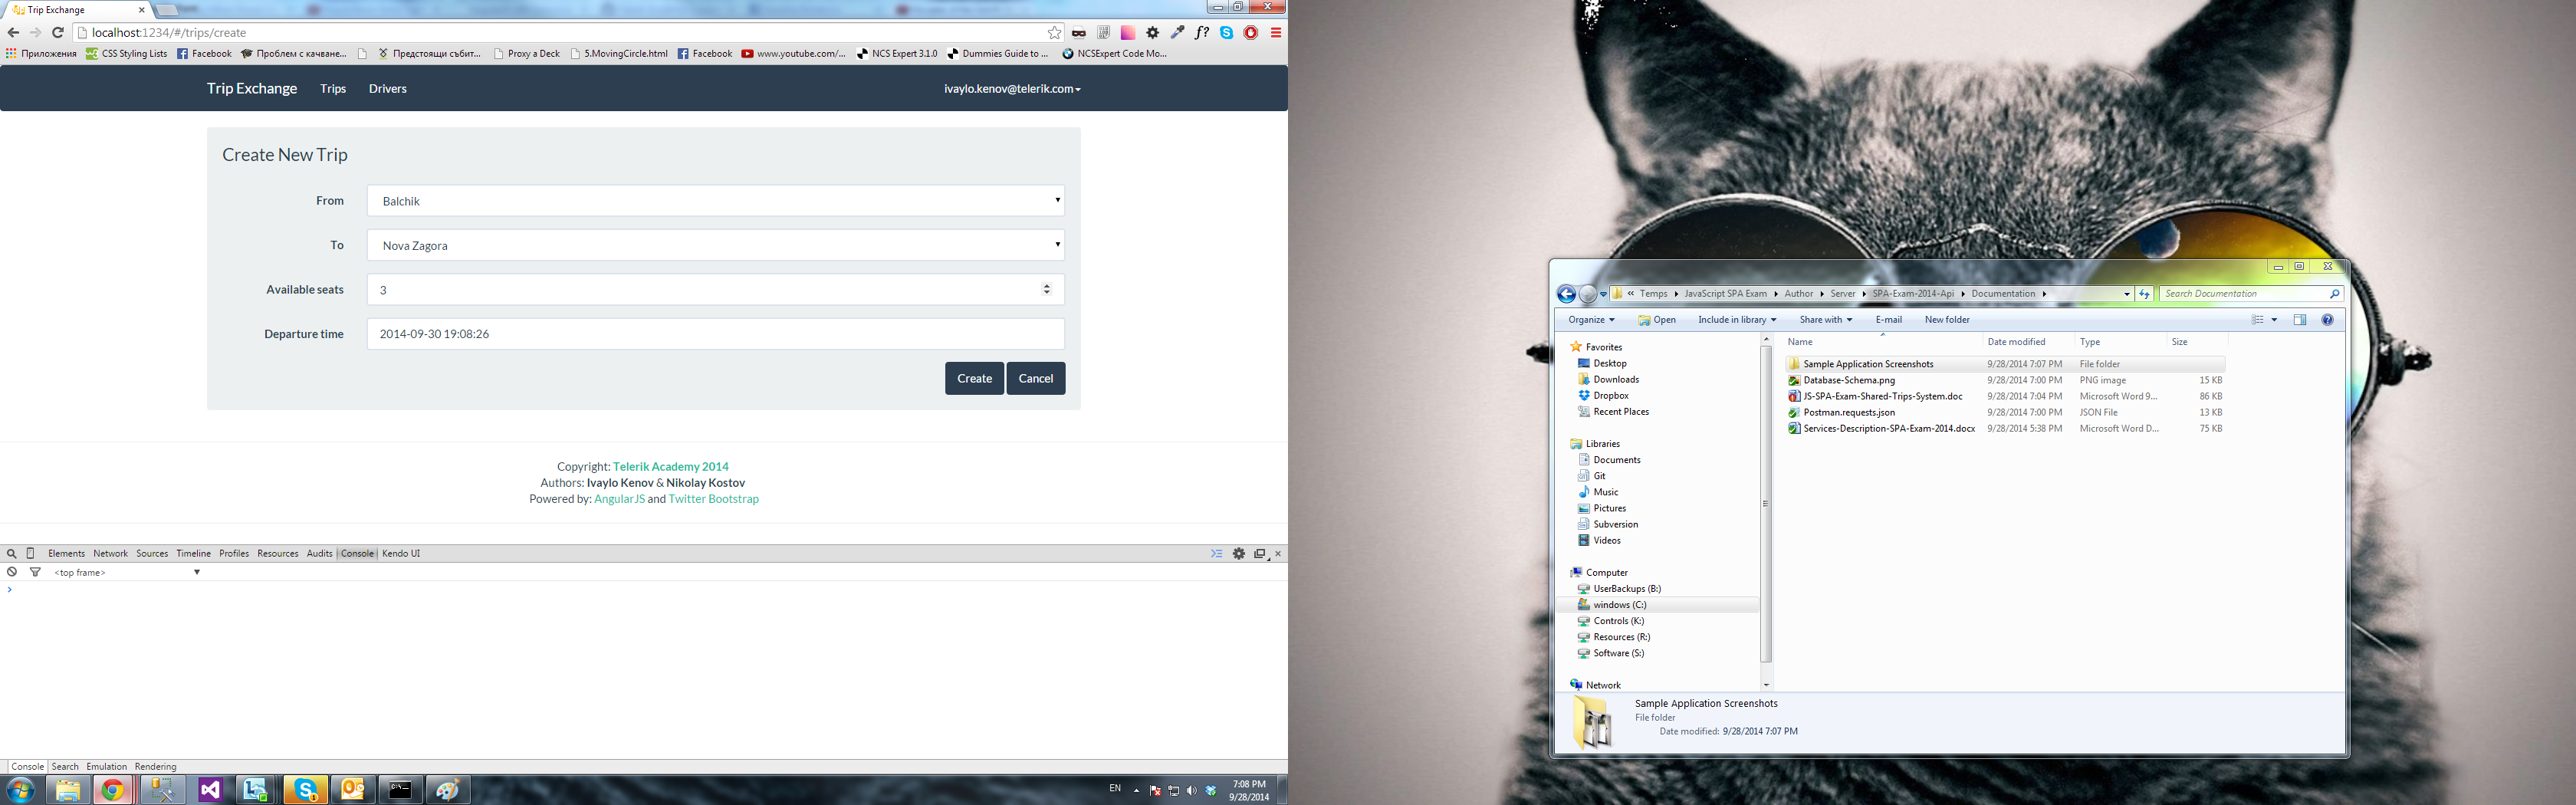 Trip Exchange
localhost:1234/#/trips/create
Приложения CSS Styling Lists Facebook Проблем с качване... Предстоящи събит... Proxy a Deck 5.MovingCircle.html Facebook www.youtube.com/... NCS Expert 3.1.0 Dummies Guide to ... NCSExpert Code Mo...
Trip Exchange Trips Drivers ivaylo.kenov@telerik.com
Create New Trip
From Balchik
To Nova Zagora
Available seats 3
Departure time 2014-09-30 19:08:26
Create Cancel
Copyright: Telerik Academy 2014
Authors: Ivaylo Kenov & Nikolay Kostov
Powered by: AngularJS and Twitter Bootstrap
Elements Network Sources Timeline Profiles Resources Audits Console Kendo UI
<top frame>
Console Search Emulation Rendering
EN 7:08 PM
9/28/2014
« Temps JavaScript SPA Exam Author Server SPA-Exam-2014-Api Documentation Search Documentation
Organize Open Include in library Share with E-mail New folder
Favorites
Desktop
Downloads
Dropbox
Recent Places
Libraries
Documents
Git
Music
Pictures
Subversion
Videos
Computer
UserBackups (B:)
windows (C:)
Controls (K:)
Resources (R:)
Software (S:)
Network
Name Date modified Type Size
Sample Application Screenshots 9/28/2014 7:07 PM File folder
Database-Schema.png 9/28/2014 7:00 PM PNG image 15 KB
JS-SPA-Exam-Shared-Trips-System.doc 9/28/2014 7:04 PM Microsoft Word 9... 86 KB
Postman.requests.json 9/28/2014 7:00 PM JSON File 13 KB
Services-Description-SPA-Exam-2014.docx 9/28/2014 5:38 PM Microsoft Word D... 75 KB
Sample Application Screenshots
File folder
Date modified: 9/28/2014 7:07 PM